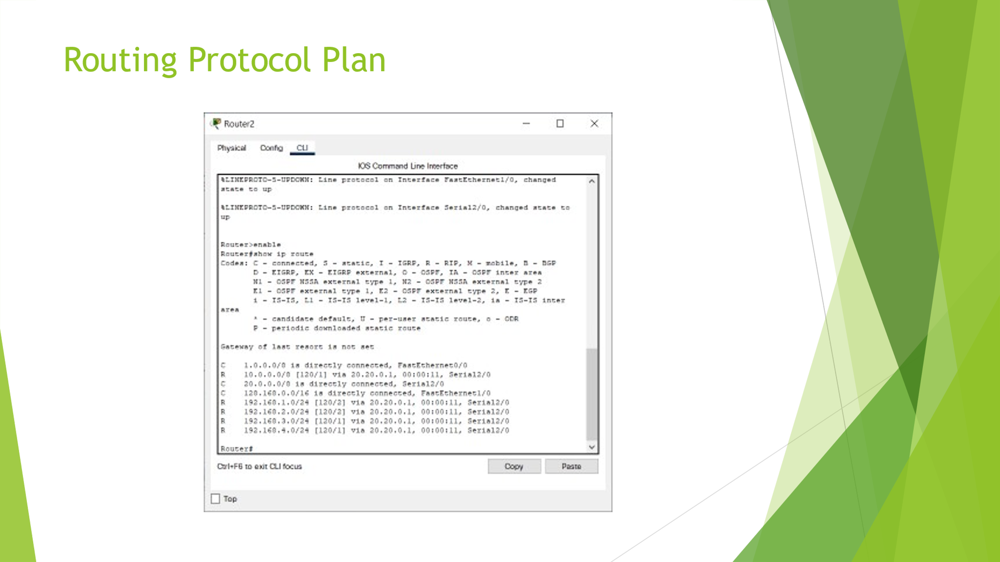 Routing Protocol Plan
Router2
Physical Config CLI
IOS Command Line Interface
%LINEPROTO-5-UPDOWN: Line protocol on Interface FastEthernet1/0, changed
state to up
%LINEPROTO-5-UPDOWN: Line protocol on Interface Serial2/0, changed state to
up
Router>enable
Router#show ip route
Codes: C - connected, S - static, I - IGRP, R - RIP, M - mobile, B - BGP
D - EIGRP, EX - EIGRP external, O - OSPF, IA - OSPF inter area
N1 - OSPF NSSA external type 1, N2 - OSPF NSSA external type 2
E1 - OSPF external type 1, E2 - OSPF external type 2, E - EGP
i - IS-IS, L1 - IS-IS level-1, L2 - IS-IS level-2, ia - IS-IS inter
area
* - candidate default, U - per-user static route, o - ODR
P - periodic downloaded static route
Gateway of last resort is not set
C 1.0.0.0/8 is directly connected, FastEthernet0/0
R 10.0.0.0/8 [120/1] via 20.20.0.1, 00:00:11, Serial2/0
C 20.0.0.0/8 is directly connected, Serial2/0
C 128.168.0.0/16 is directly connected, FastEthernet1/0
R 192.168.1.0/24 [120/2] via 20.20.0.1, 00:00:11, Serial2/0
R 192.168.2.0/24 [120/2] via 20.20.0.1, 00:00:11, Serial2/0
R 192.168.3.0/24 [120/1] via 20.20.0.1, 00:00:11, Serial2/0
R 192.168.4.0/24 [120/1] via 20.20.0.1, 00:00:11, Serial2/0
Router#
Ctrl+F6 to exit CLI focus
Copy Paste
Top